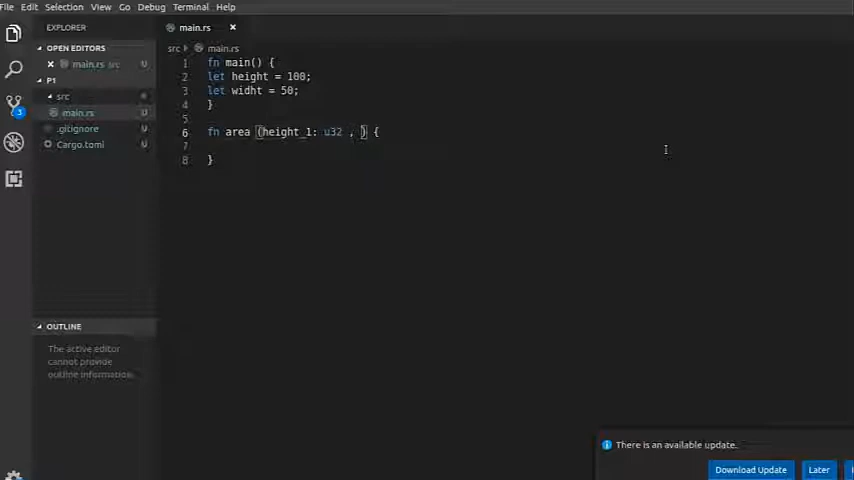 File Edit Selection View Go Debug Terminal Help
EXPLORER
OPEN EDITORS
main.rs src U
P1
src
main.rs U
.gitignore U
Cargo.toml U
OUTLINE
The active editor
cannot provide
outline information.
3
main.rs
src main.rs
1 fn main() {
2 let height = 100;
3 let widht = 50;
4 }
5
6 fn area (height_1: u32 , ) {
7
8 }
There is an available update.
Download Update Later